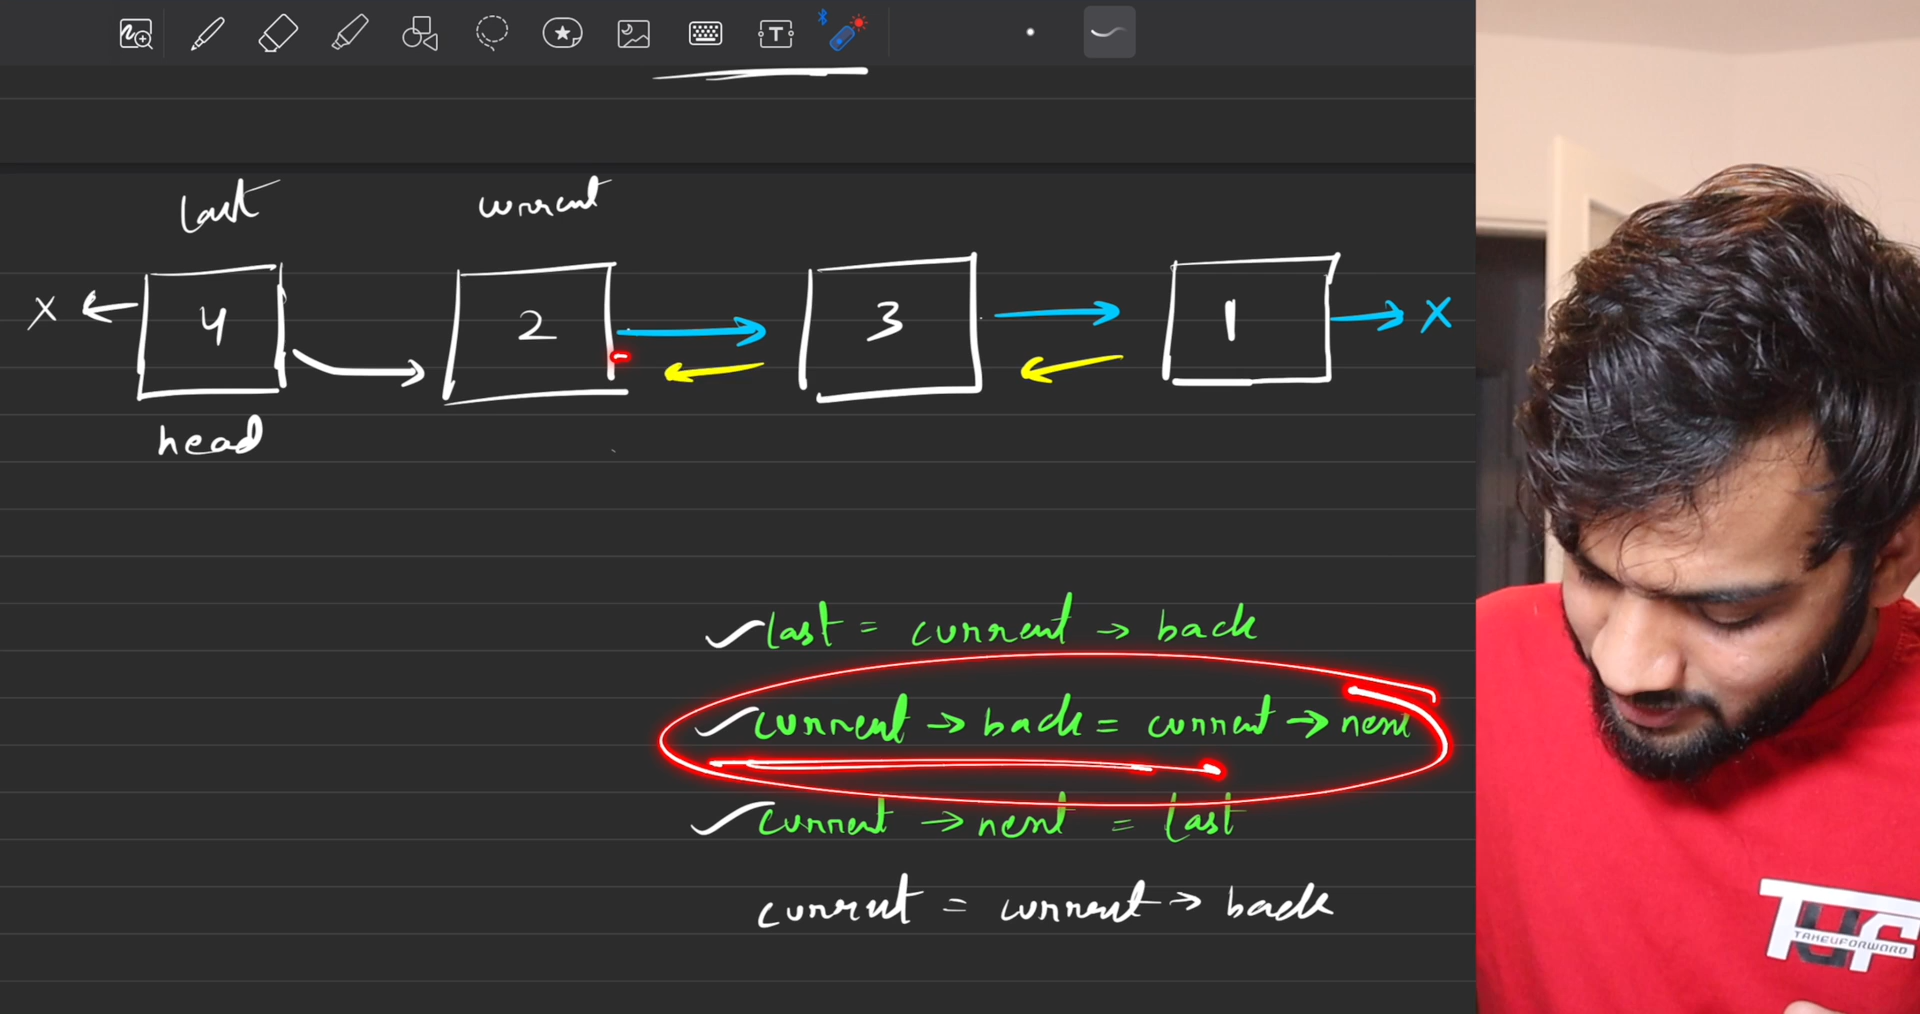 last current
X ← 4 → 2 → ← 3 → ← 1 → X
head
last = current → back
current → back = current → next
current → next = last
current = current → back
TUF
TAKEUFORWARD